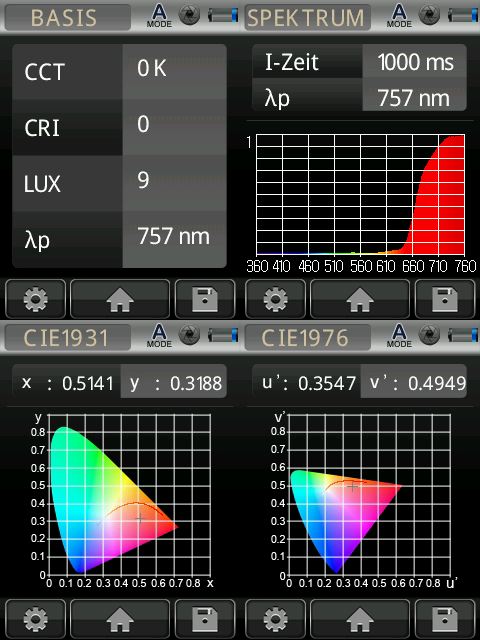 BASIS
A
MODE
CCT 0 K
CRI 0
LUX 9
λp 757 nm
SPEKTRUM
A
MODE
I-Zeit 1000 ms
λp 757 nm
1
360 410 460 510 560 610 660 710 760
CIE1931
A
MODE
x : 0.5141 y : 0.3188
y
0.8
0.7
0.6
0.5
0.4
0.3
0.2
0.1
0
0 0.1 0.2 0.3 0.4 0.5 0.6 0.7 0.8 x
CIE1976
A
MODE
u': 0.3547 v': 0.4949
v'
0.8
0.7
0.6
0.5
0.4
0.3
0.2
0.1
0
0 0.1 0.2 0.3 0.4 0.5 0.6 0.7 0.8 u'